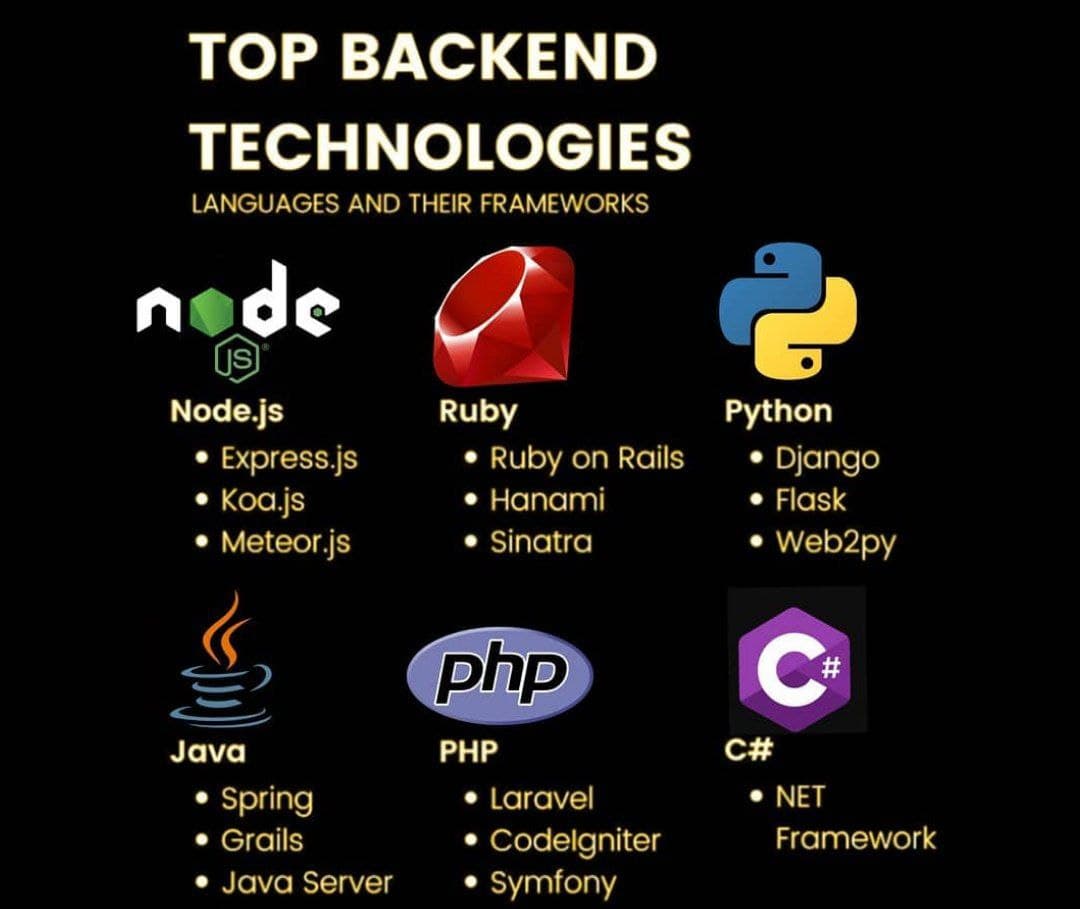 TOP BACKEND
TECHNOLOGIES
LANGUAGES AND THEIR FRAMEWORKS
node
JS
®
Node.js
• Express.js
• Koa.js
• Meteor.js
Ruby
• Ruby on Rails
• Hanami
• Sinatra
Python
• Django
• Flask
• Web2py
Java
• Spring
• Grails
• Java Server
php
PHP
• Laravel
• CodeIgniter
• Symfony
C#
C#
• NET
Framework